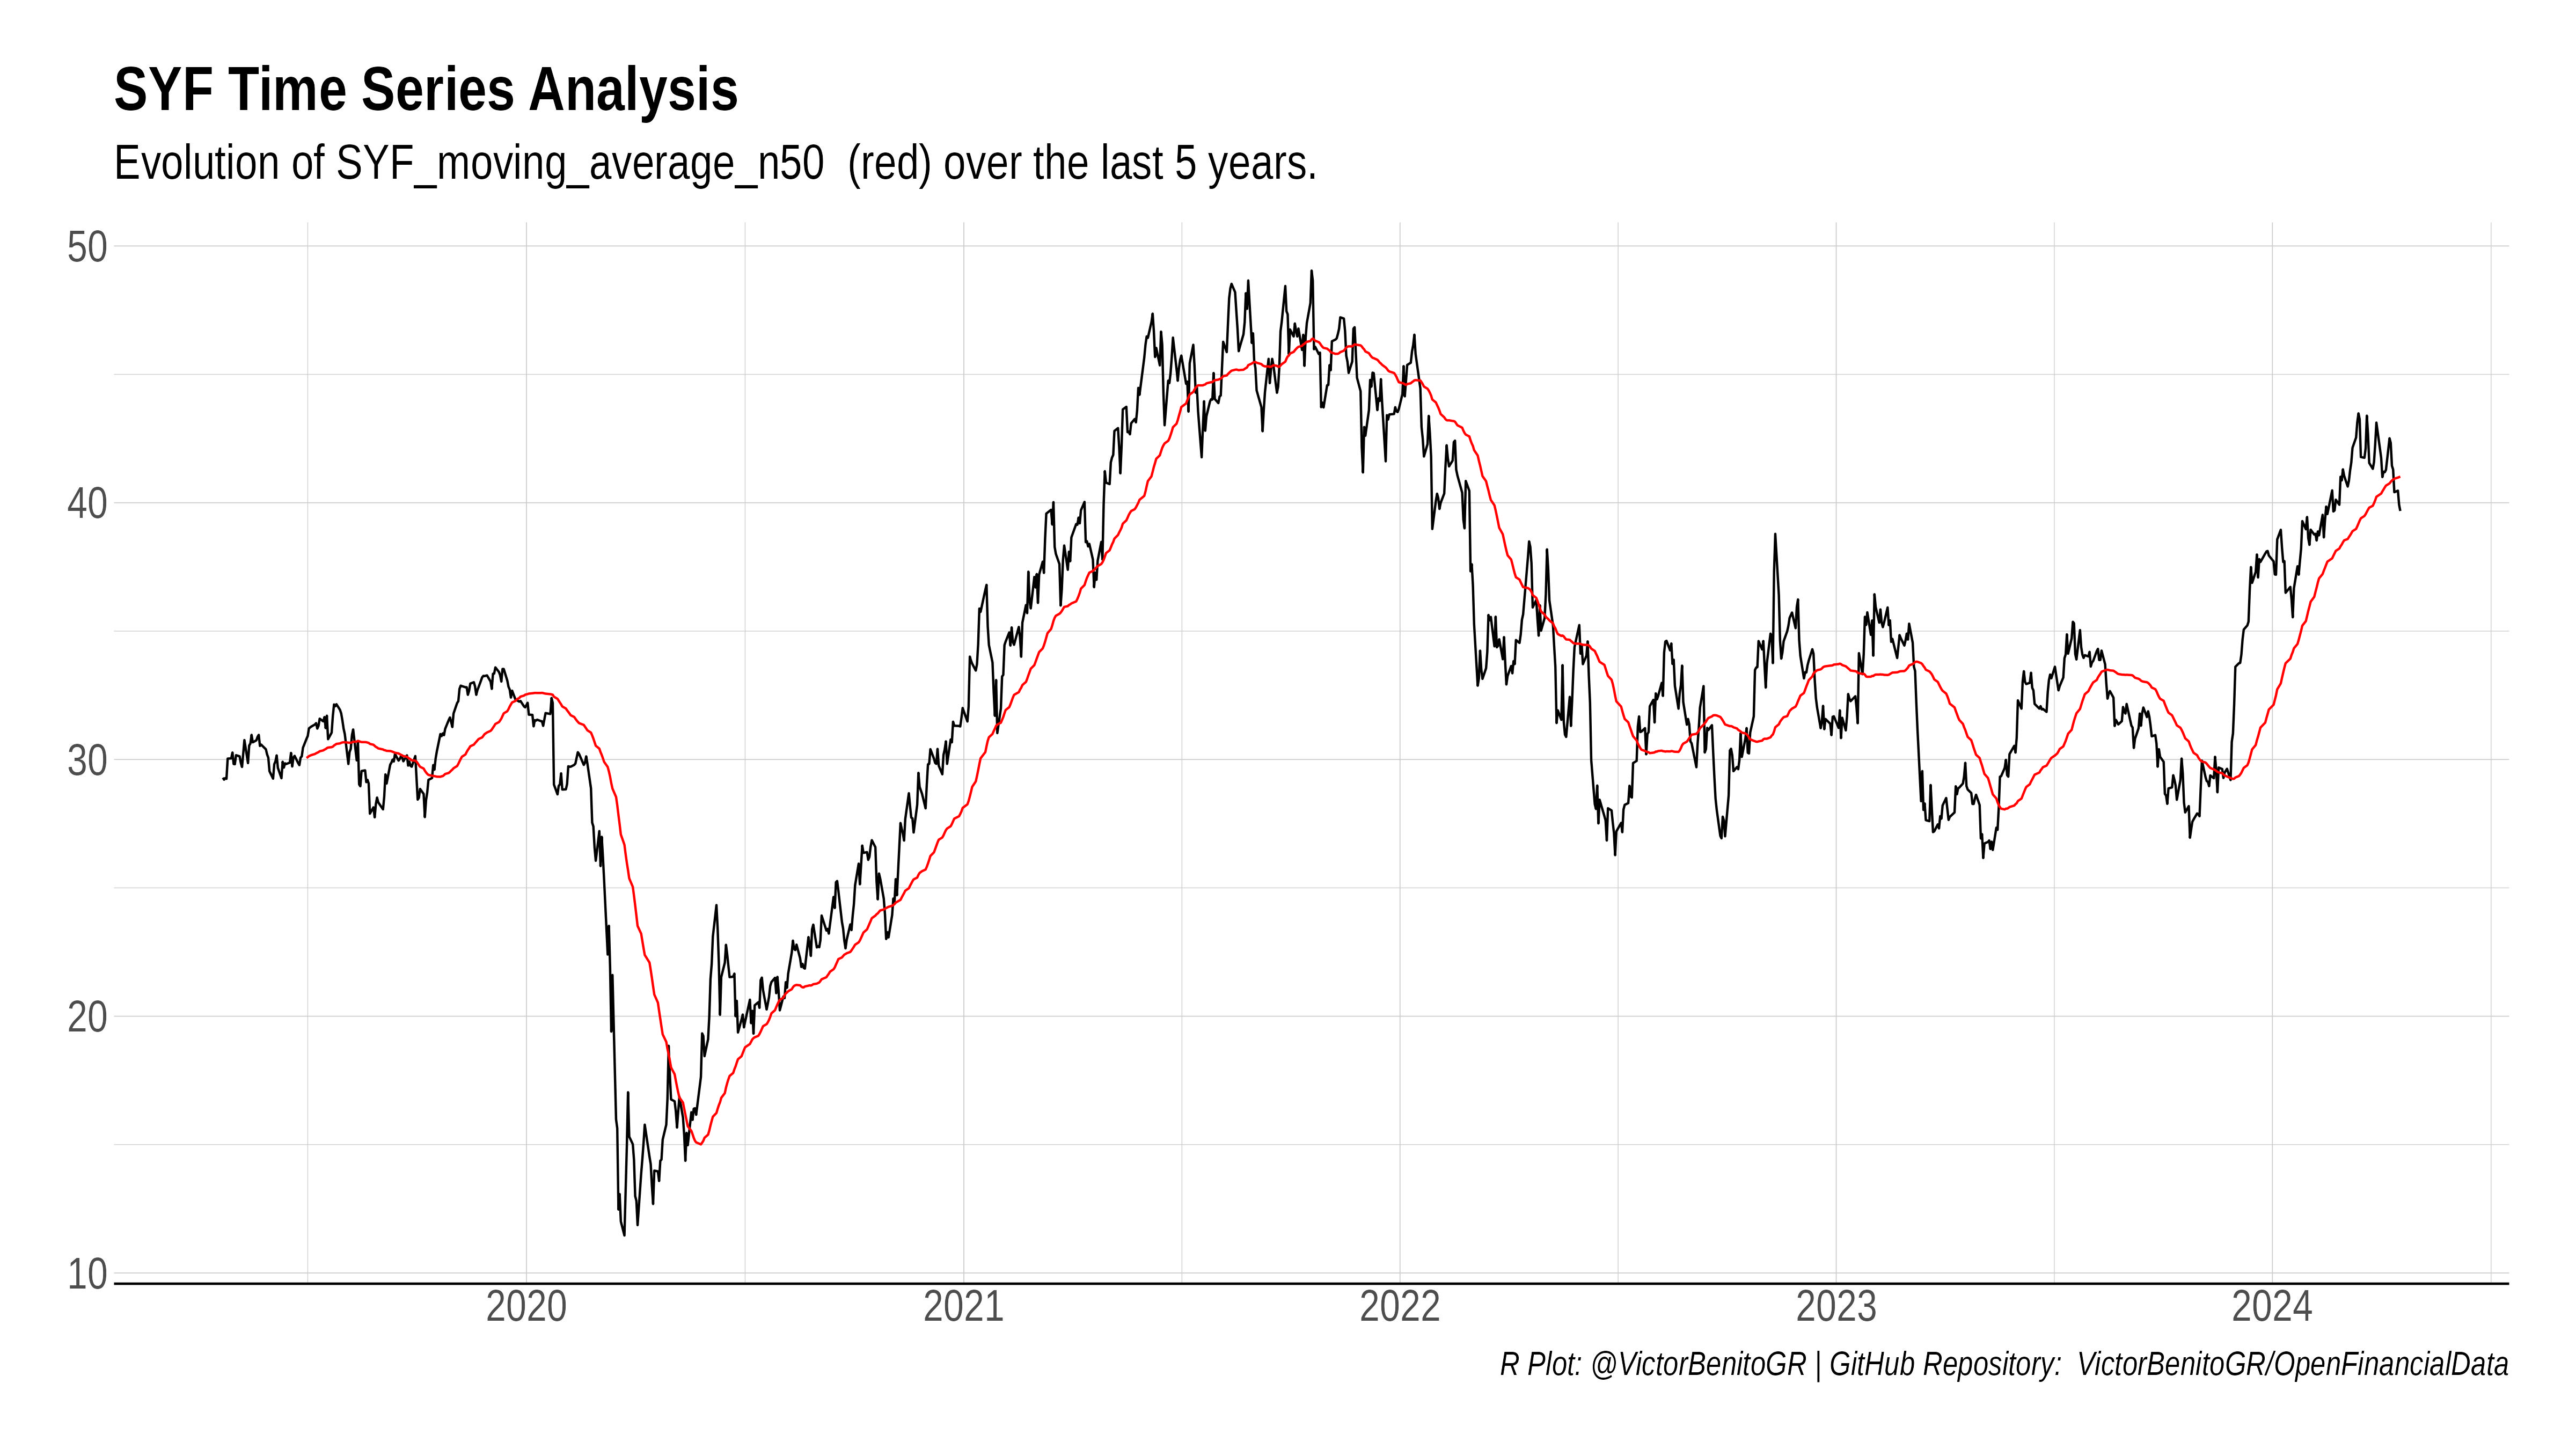 SYF Time Series Analysis
Evolution of SYF_moving_average_n50  (red) over the last 5 years.
50
40
30
20
10
2020 2021 2022 2023 2024
R Plot: @VictorBenitoGR | GitHub Repository:  VictorBenitoGR/OpenFinancialData